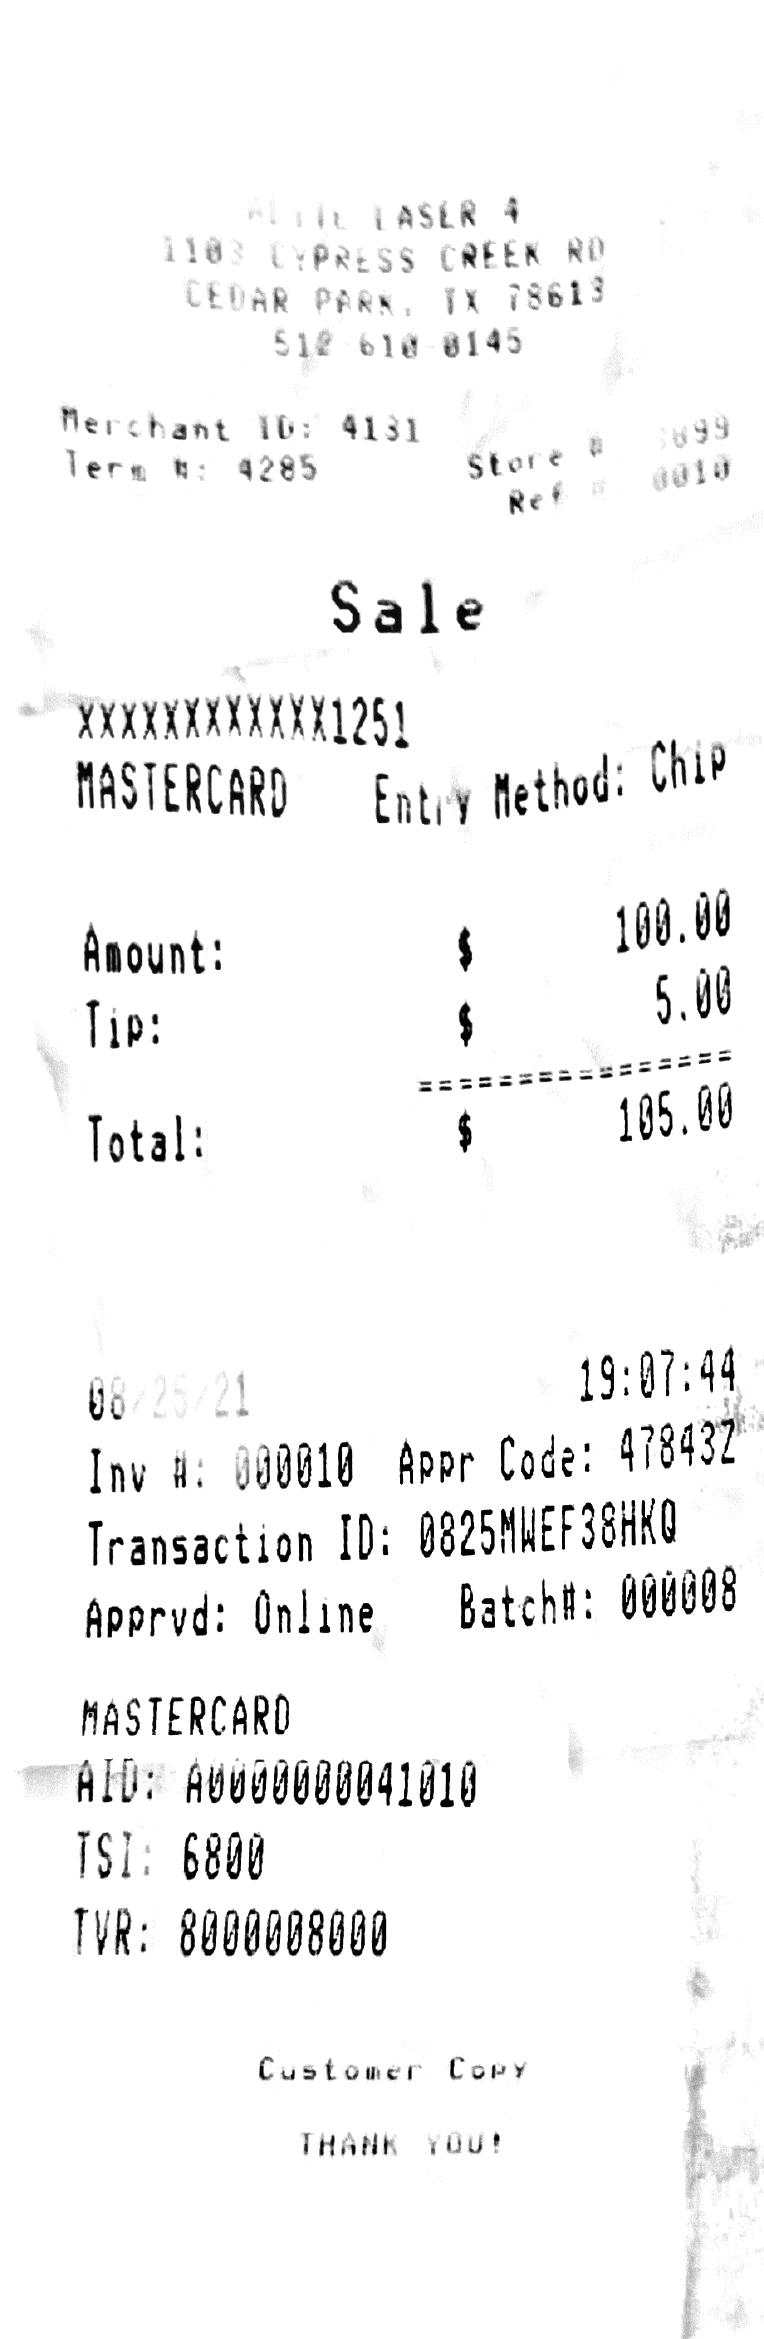 LASER 4
1103 CYPRESS CREEK RD
CEDAR PARK, TX 78613
512-610-0145
Merchant ID: 4131
Term #: 4285 Store #
Ref #: 0010
Sale
XXXXXXXXXXXX1251
MASTERCARD Entry Method: Chip
Amount: $ 100.00
Tip: $ 5.00
================
Total: $ 105.00
08/25/21 19:07:44
Inv #: 000010 Appr Code: 47843Z
Transaction ID: 0825MWEF38HKQ
Apprvd: Online Batch#: 000008
MASTERCARD
AID: A0000000041010
TSI: 6800
TVR: 8000008000
Customer Copy
THANK YOU!